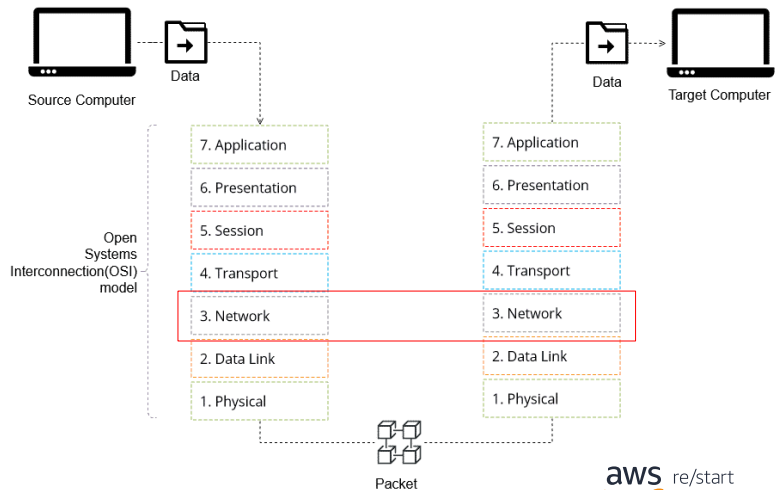 Source Computer
Data
Data
Target Computer
7. Application
6. Presentation
5. Session
4. Transport
3. Network
2. Data Link
1. Physical
Open
Systems
Interconnection(OSI)
model
7. Application
6. Presentation
5. Session
4. Transport
3. Network
2. Data Link
1. Physical
Packet
aws re/start